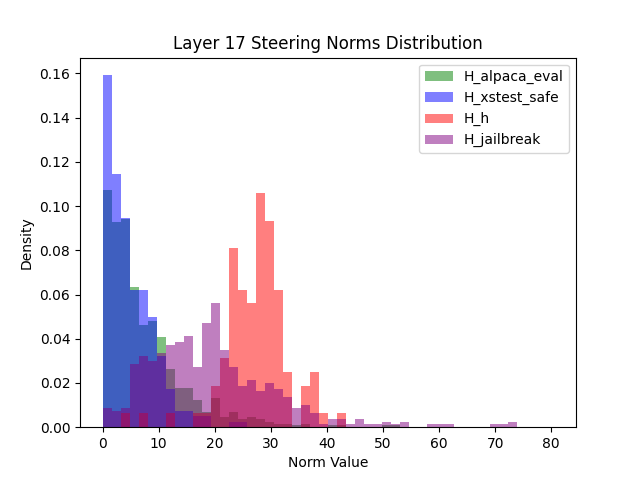 Layer 17 Steering Norms Distribution
H_alpaca_eval
H_xstest_safe
H_h
H_jailbreak
0.16
0.14
0.12
0.10
0.08
0.06
0.04
0.02
0.00
Density
0 10 20 30 40 50 60 70 80
Norm Value